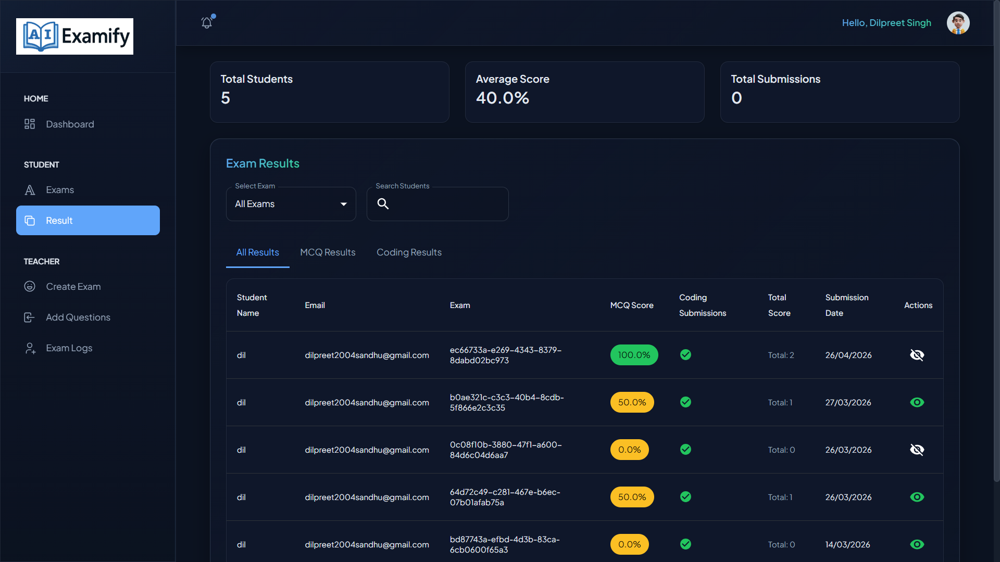 AI Examify
Hello, Dilpreet Singh
HOME
Dashboard
STUDENT
Exams
Result
TEACHER
Create Exam
Add Questions
Exam Logs
Total Students
5
Average Score
40.0%
Total Submissions
0
Exam Results
Select Exam
All Exams
Search Students
All Results MCQ Results Coding Results
Student
Name
Email
Exam
MCQ Score
Coding
Submissions
Total
Score
Submission
Date
Actions
dil
dilpreet2004sandhu@gmail.com
ec66733a-e269-4343-8379-
8dabd02bc973
100.0%
Total: 2
26/04/2026
dil
dilpreet2004sandhu@gmail.com
b0ae321c-c3c3-40b4-8cdb-
5f866e2c3c35
50.0%
Total: 1
27/03/2026
dil
dilpreet2004sandhu@gmail.com
0c08f10b-3880-47f1-a600-
84d6c04d6aa7
0.0%
Total: 0
26/03/2026
dil
dilpreet2004sandhu@gmail.com
64d72c49-c281-467e-b6ec-
07b01afab75a
50.0%
Total: 1
26/03/2026
dil
dilpreet2004sandhu@gmail.com
bd87743a-efbd-4d3b-83ca-
6cb0600f65a3
0.0%
Total: 0
14/03/2026